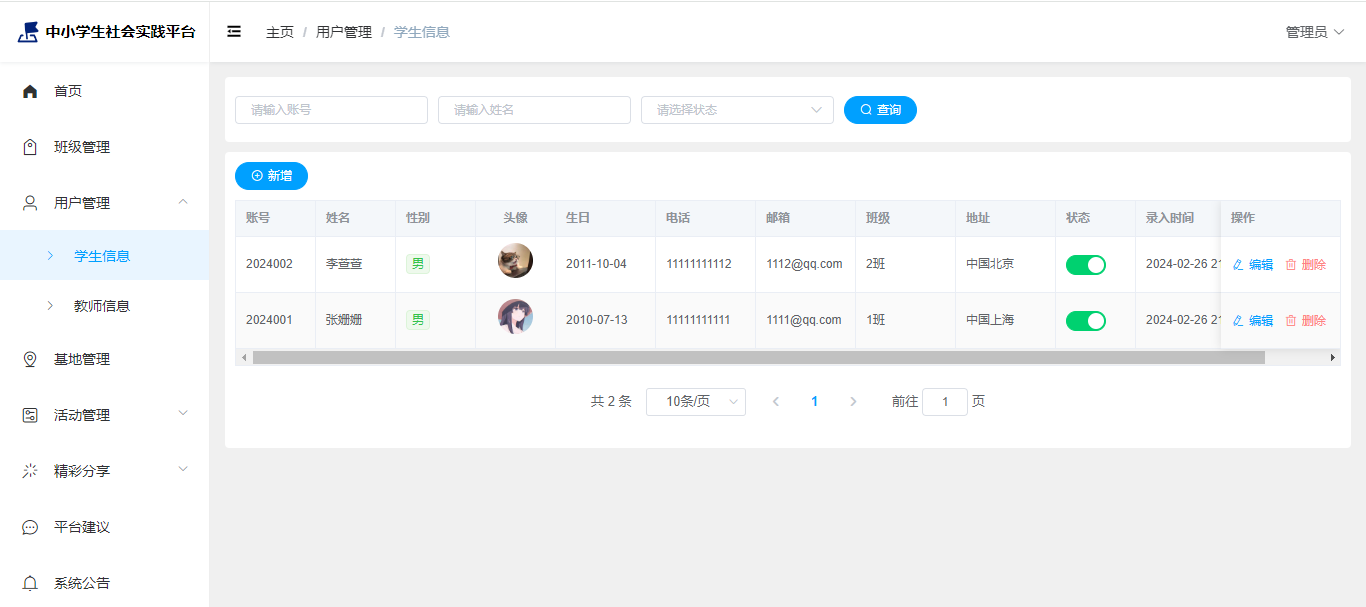 中小学生社会实践平台
主页 / 用户管理 / 学生信息
管理员
首页
班级管理
用户管理
学生信息
教师信息
基地管理
活动管理
精彩分享
平台建议
系统公告
请输入账号 请输入姓名 请选择状态 查询
新增
账号 姓名 性别 头像 生日 电话 邮箱 班级 地址 状态 录入时间 操作
2024002 李萱萱 男 2011-10-04 11111111112 1112@qq.com 2班 中国北京 2024-02-26 21 编辑 删除
2024001 张姗姗 男 2010-07-13 11111111111 1111@qq.com 1班 中国上海 2024-02-26 21 编辑 删除
共 2 条 10条/页 1 前往 1 页